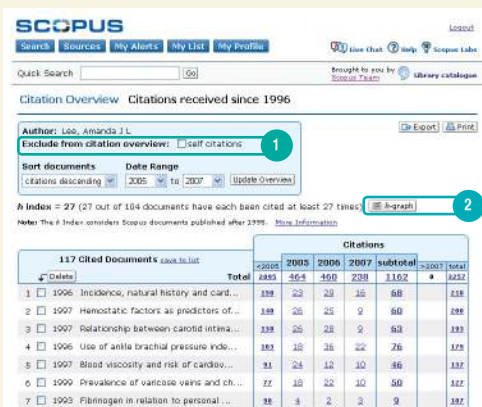 SCOPUS
Logout
Search Sources My Alerts My List My Profile
Live Chat Help Scopus Labs
Quick Search Go
Brought to you by
Scopus Team
Library catalogue
Citation Overview Citations received since 1996
Export Print
Author: Lee, Amanda J L
Exclude from citation overview: self citations
1
Sort documents Date Range
citations descending 2005 to 2007 Update Overview
h index = 27 (27 out of 104 documents have each been cited at least 27 times) h-graph
2
Note: The h Index considers Scopus documents published after 1995. More Information
Citations
117 Cited Documents save to list
<2005 2005 2006 2007 subtotal >2007 total
Delete Total 2095 464 460 238 1162 0 3257
1 1996 Incidence, natural history and card... 150 23 29 16 68 218
2 1997 Hemostatic factors as predictors of... 140 26 25 9 60 200
3 1997 Relationship between carotid intima... 130 26 28 9 63 193
4 1996 Use of ankle brachial pressure inde... 103 18 36 22 76 179
5 1997 Blood viscosity and risk of cardiov... 91 24 12 10 46 137
6 1999 Prevalence of varicose veins and ch... 77 18 22 10 50 127
7 1993 Fibrinogen in relation to personal ... 98 4 2 3 9 107